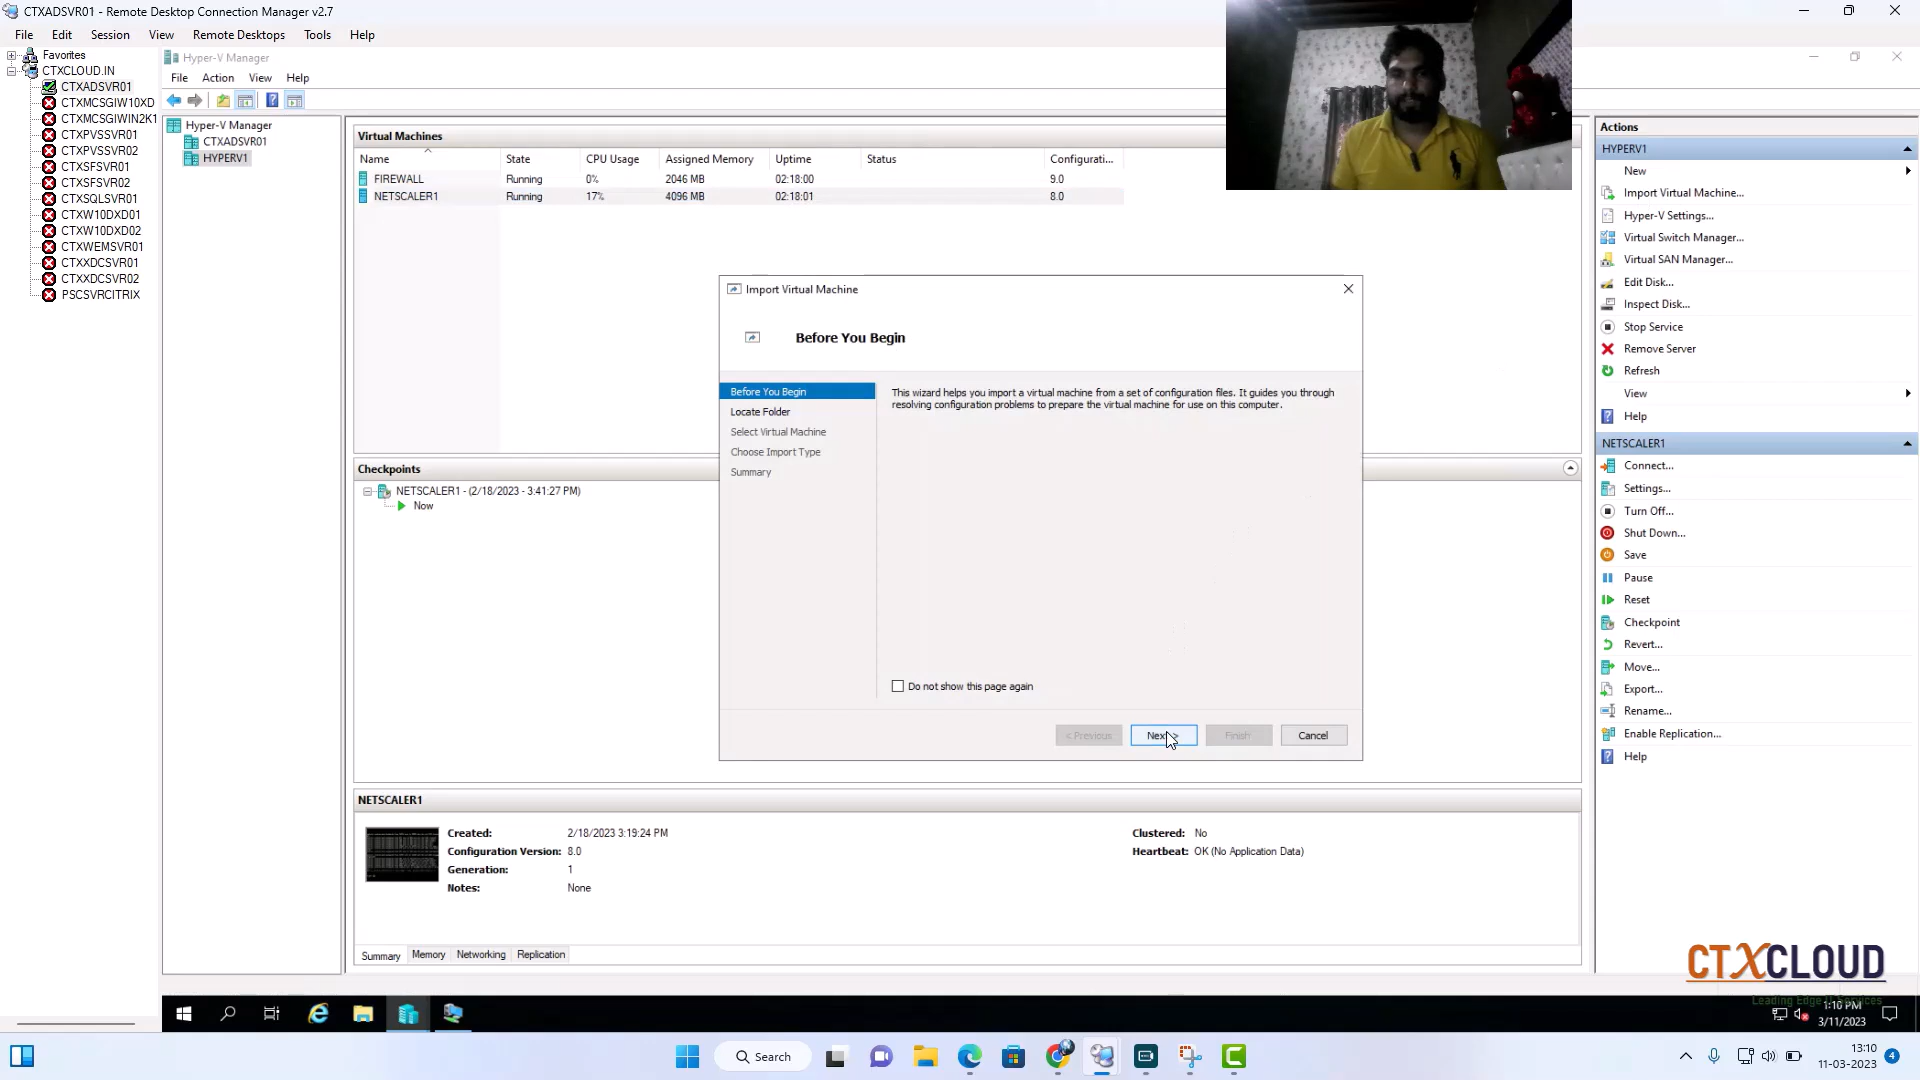 CTXADSVR01 - Remote Desktop Connection Manager v2.7
File Edit Session View Remote Desktops Tools Help
Favorites
CTXCLOUD.IN
CTXADSVR01
CTXMCSGIW10XD
CTXMCSGIWIN2K1
CTXPVSSVR01
CTXPVSSVR02
CTXSFSVR01
CTXSFSVR02
CTXSQLSVR01
CTXW10DXD01
CTXW10DXD02
CTXWEMSVR01
CTXXDCSVR01
CTXXDCSVR02
PSCSVRCITRIX
Hyper-V Manager
File Action View Help
Hyper-V Manager
CTXADSVR01
HYPERV1
Virtual Machines
Name State CPU Usage Assigned Memory Uptime Status Configurati...
FIREWALL Running 0% 2046 MB 02:18:00 9.0
NETSCALER1 Running 17% 4096 MB 02:18:01 8.0
Import Virtual Machine
Before You Begin
Before You Begin
Locate Folder
Select Virtual Machine
Choose Import Type
Summary
This wizard helps you import a virtual machine from a set of configuration files. It guides you through
resolving configuration problems to prepare the virtual machine for use on this computer.
Do not show this page again
< Previous Next > Finish Cancel
Checkpoints
NETSCALER1 - (2/18/2023 - 3:41:27 PM)
Now
NETSCALER1
Created: 2/18/2023 3:19:24 PM
Configuration Version: 8.0
Generation: 1
Notes: None
Clustered: No
Heartbeat: OK (No Application Data)
Summary Memory Networking Replication
Actions
HYPERV1
New
Import Virtual Machine...
Hyper-V Settings...
Virtual Switch Manager...
Virtual SAN Manager...
Edit Disk...
Inspect Disk...
Stop Service
Remove Server
Refresh
View
Help
NETSCALER1
Connect...
Settings...
Turn Off...
Shut Down...
Save
Pause
Reset
Checkpoint
Revert...
Move...
Export...
Rename...
Enable Replication...
Help
CTXCLOUD
Leading Edge IT Services
1:10 PM
3/11/2023
Search
13:10
11-03-2023
4